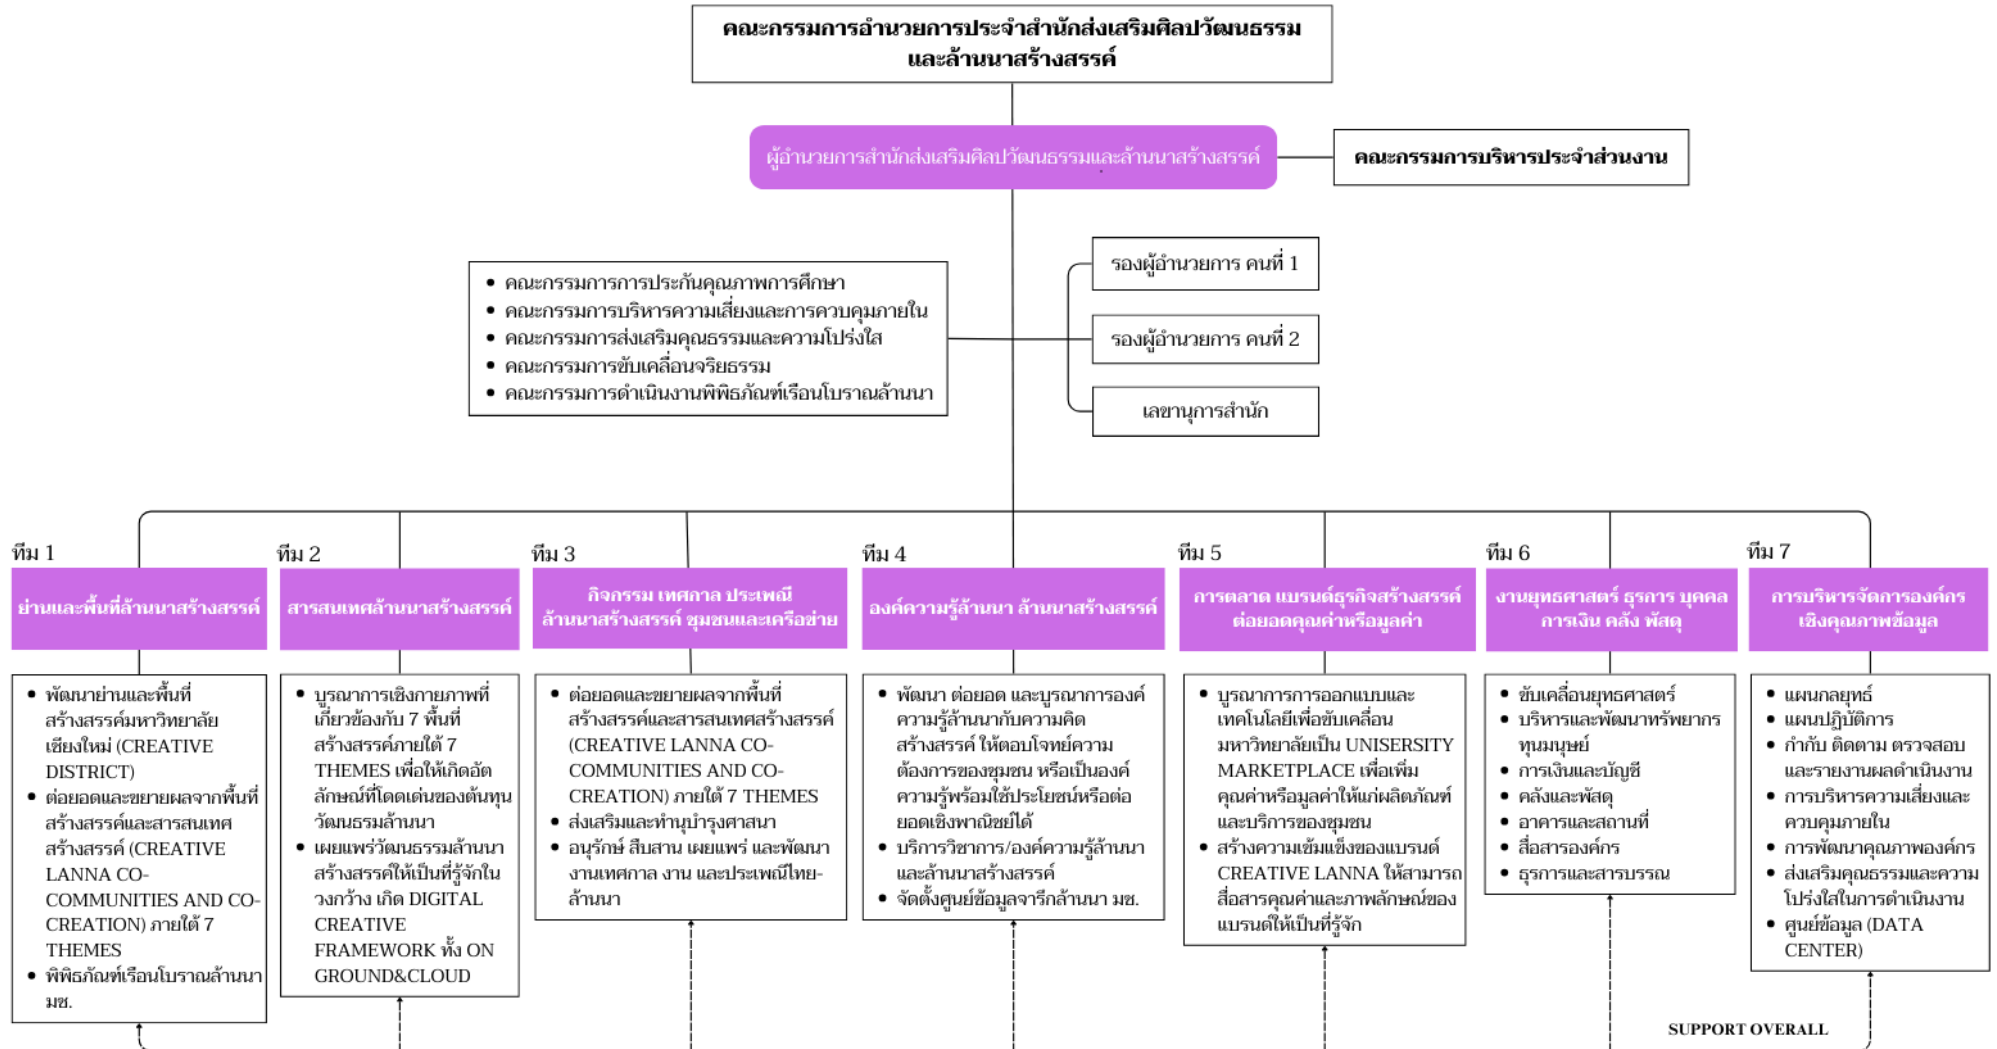 คณะกรรมการอำนวยการประจำสำนักส่งเสริมศิลปวัฒนธรรม
และล้านนาสร้างสรรค์
ผู้อำนวยการสำนักส่งเสริมศิลปวัฒนธรรมและล้านนาสร้างสรรค์
คณะกรรมการบริหารประจำส่วนงาน
• คณะกรรมการการประกันคุณภาพการศึกษา
• คณะกรรมการบริหารความเสี่ยงและการควบคุมภายใน
• คณะกรรมการส่งเสริมคุณธรรมและความโปร่งใส
• คณะกรรมการขับเคลื่อนจริยธรรม
• คณะกรรมการดำเนินงานพิพิธภัณฑ์เรือนโบราณล้านนา
รองผู้อำนวยการ คนที่ 1
รองผู้อำนวยการ คนที่ 2
เลขานุการสำนัก
ทีม 1
ย่านและพื้นที่ล้านนาสร้างสรรค์
• พัฒนาย่านและพื้นที่
สร้างสรรค์มหาวิทยาลัย
เชียงใหม่ (CREATIVE
DISTRICT)
• ต่อยอดและขยายผลจากพื้นที่
สร้างสรรค์และสารสนเทศ
สร้างสรรค์ (CREATIVE
LANNA CO-
COMMUNITIES AND CO-
CREATION) ภายใต้ 7
THEMES
• พิพิธภัณฑ์เรือนโบราณล้านนา
มช.
ทีม 2
สารสนเทศล้านนาสร้างสรรค์
• บูรณาการเชิงกายภาพที่
เกี่ยวข้องกับ 7 พื้นที่
สร้างสรรค์ภายใต้ 7
THEMES เพื่อให้เกิดอัต
ลักษณ์ที่โดดเด่นของต้นทุน
วัฒนธรมล้านนา
• เผยแพร่วัฒนธรรมล้านนา
สร้างสรรค์ให้เป็นที่รู้จักใน
วงกว้าง เกิด DIGITAL
CREATIVE
FRAMEWORK ทั้ง ON
GROUND&CLOUD
ทีม 3
กิจกรรม เทศกาล ประเพณี
ล้านนาสร้างสรรค์ ชุมชนและเครือข่าย
• ต่อยอดและขยายผลจากพื้นที่
สร้างสรรค์และสารสนเทศสร้างสรรค์
(CREATIVE LANNA CO-
COMMUNITIES AND CO-
CREATION) ภายใต้ 7 THEMES
• ส่งเสริมและทำนุบำรุงศาสนา
• อนุรักษ์ สืบสาน เผยแพร่ และพัฒนา
งานเทศกาล งาน และประเพณีไทย-
ล้านนา
ทีม 4
องค์ความรู้ล้านนา ล้านนาสร้างสรรค์
• พัฒนา ต่อยอด และบูรณาการองค์
ความรู้ล้านนากับความคิด
สร้างสรรค์ ให้ตอบโจทย์ความ
ต้องการของชุมชน หรือเป็นองค์
ความรู้พร้อมใช้ประโยชน์หรือต่อ
ยอดเชิงพาณิชย์ได้
• บริการวิชาการ/องค์ความรู้ล้านนา
และล้านนาสร้างสรรค์
• จัดตั้งศูนย์ข้อมูลจารึกล้านนา มช.
ทีม 5
การตลาด แบรนด์ธุรกิจสร้างสรรค์
ต่อยอดคุณค่าหรือมูลค่า
• บูรณาการการออกแบบและ
เทคโนโลยีเพื่อขับเคลื่อน
มหาวิทยาลัยเป็น UNISERSITY
MARKETPLACE เพื่อเพิ่ม
คุณค่าหรือมูลค่าให้แก่ผลิตภัณฑ์
และบริการของชุมชน
• สร้างความเข้มแข็งของแบรนด์
CREATIVE LANNA ให้สามารถ
สื่อสารคุณค่าและภาพลักษณ์ของ
แบรนด์ให้เป็นที่รู้จัก
ทีม 6
งานยุทธศาสตร์ ธุรการ บุคคล
การเงิน คลัง พัสดุ
• ขับเคลื่อนยุทธศาสตร์
• บริหารและพัฒนาทรัพยากร
ทุนมนุษย์
• การเงินและบัญชี
• คลังและพัสดุ
• อาคารและสถานที่
• สื่อสารองค์กร
• ธุรการและสารบรรณ
ทีม 7
การบริหารจัดการองค์กร
เชิงคุณภาพข้อมูล
• แผนกลยุทธ์
• แผนปฏิบัติการ
• กำกับ ติดตาม ตรวจสอบ
และรายงานผลดำเนินงาน
• การบริหารความเสี่ยงและ
ควบคุมภายใน
• การพัฒนาคุณภาพองค์กร
• ส่งเสริมคุณธรรมและความ
โปร่งใสในการดำเนินงาน
• ศูนย์ข้อมูล (DATA
CENTER)
SUPPORT OVERALL